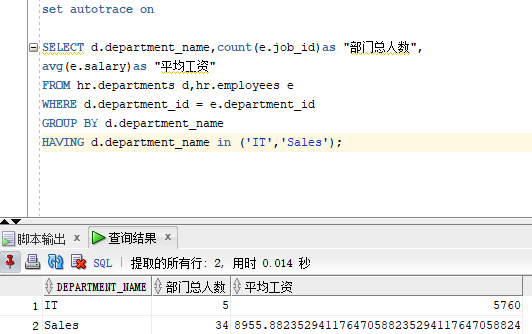 set autotrace on
SELECT d.department_name,count(e.job_id)as "部门总人数",
avg(e.salary)as "平均工资"
FROM hr.departments d,hr.employees e
WHERE d.department_id = e.department_id
GROUP BY d.department_name
HAVING d.department_name in ('IT','Sales');
脚本输出 x 查询结果 x
SQL | 提取的所有行: 2, 用时 0.014 秒
DEPARTMENT_NAME 部门总人数 平均工资
1 IT 5 5760
2 Sales 34 8955.88235294117647058823529411764705882​4